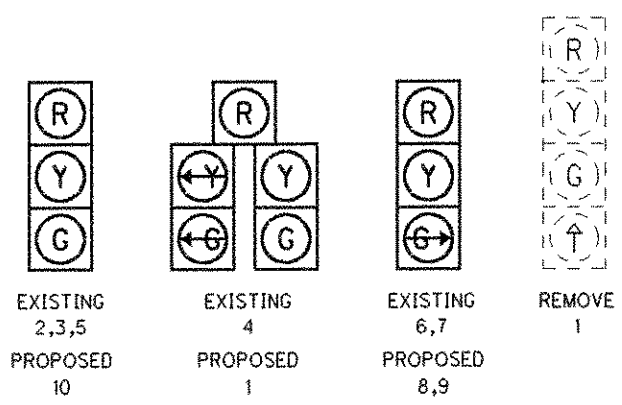 R
Y
G
EXISTING
2,3,5
PROPOSED
10
R
Y Y
G G
EXISTING
4
PROPOSED
1
R
Y
G
EXISTING
6,7
PROPOSED
8,9
R
Y
G
REMOVE
1